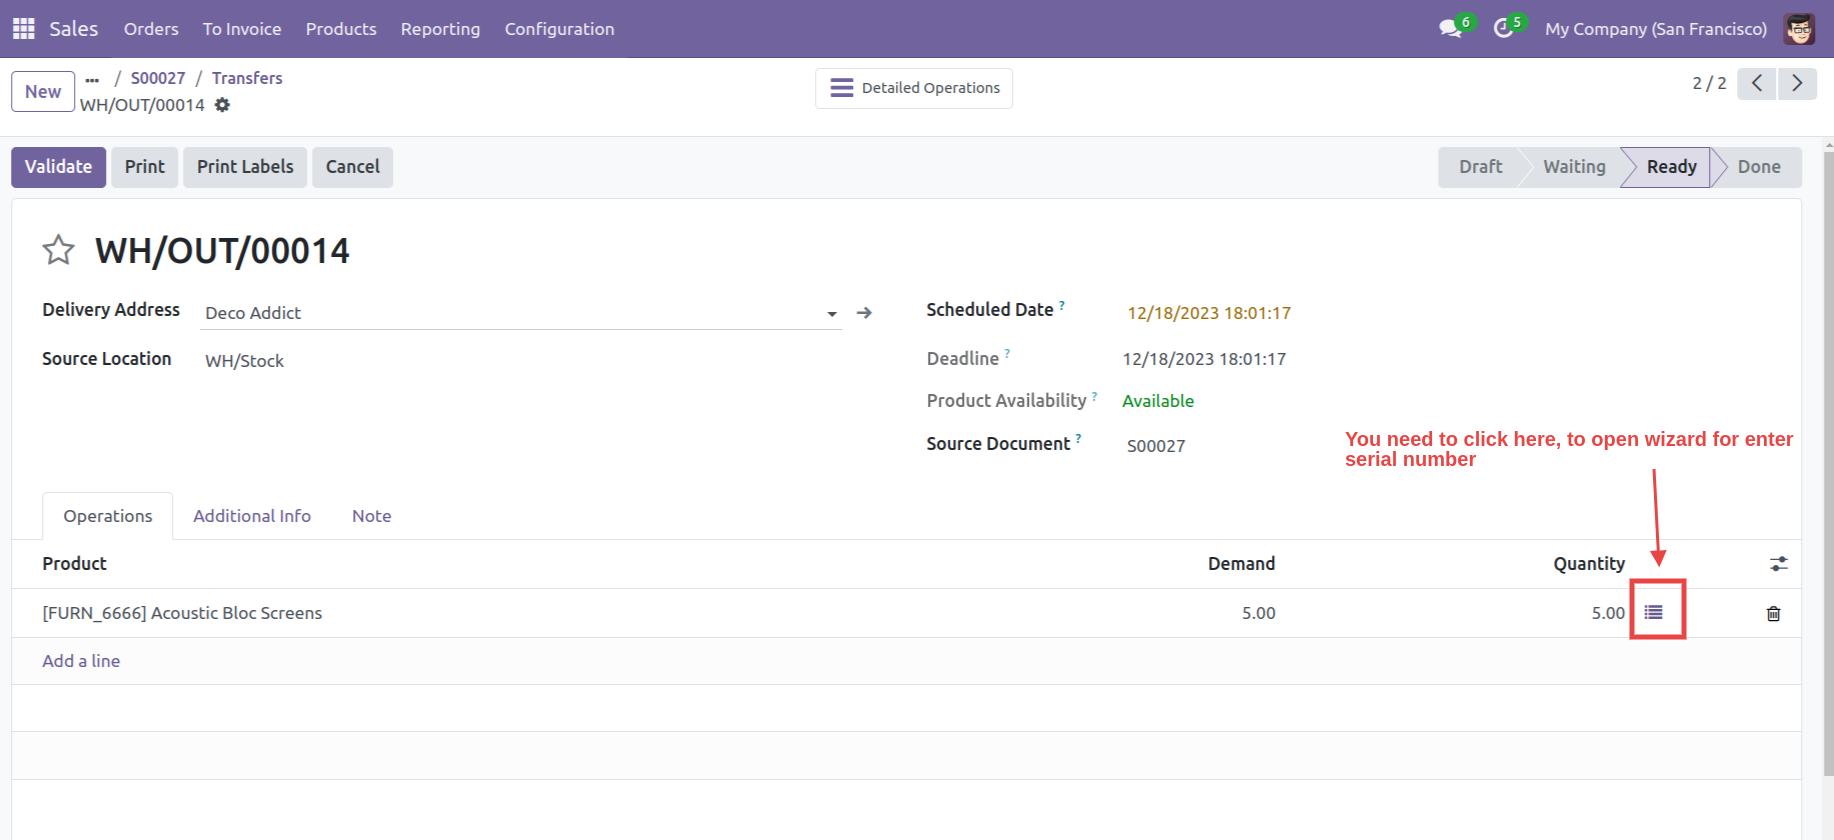 Sales Orders To Invoice Products Reporting Configuration 6 5 My Company (San Francisco)
New ... / S00027 / Transfers
WH/OUT/00014
Detailed Operations
2 / 2
Validate Print Print Labels Cancel Draft Waiting Ready Done
WH/OUT/00014
Delivery Address Deco Addict
Source Location WH/Stock
Scheduled Date ? 12/18/2023 18:01:17
Deadline ? 12/18/2023 18:01:17
Product Availability ? Available
Source Document ? S00027
You need to click here, to open wizard for enter
serial number
Operations Additional Info Note
Product Demand Quantity
[FURN_6666] Acoustic Bloc Screens 5.00 5.00
Add a line